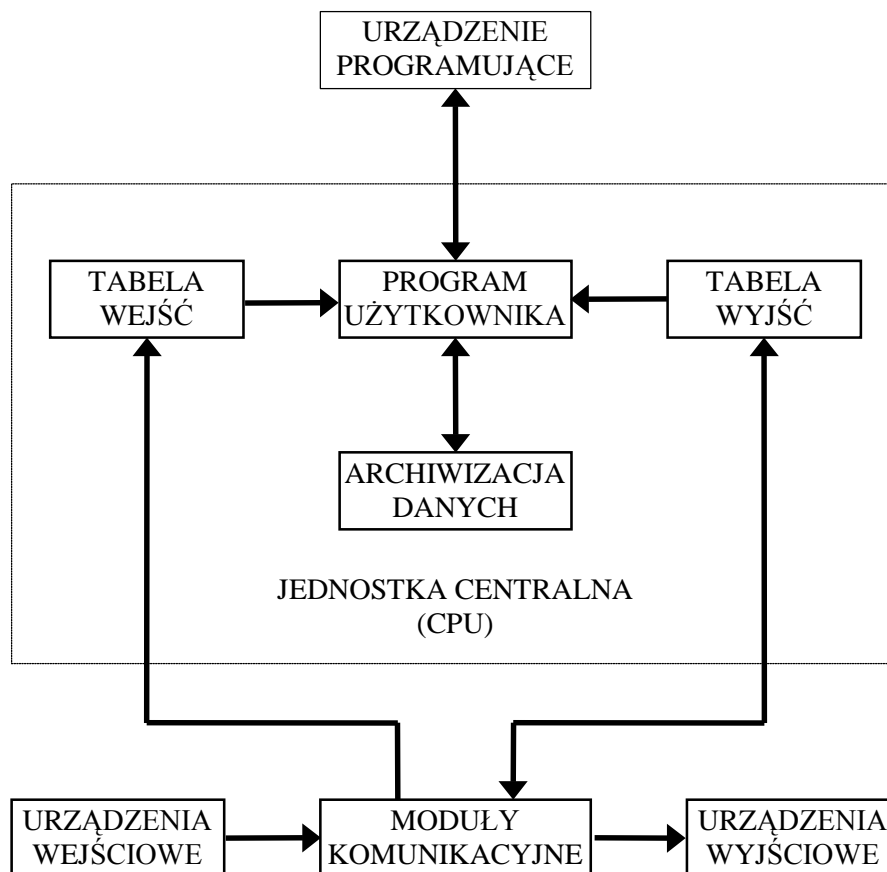 URZĄDZENIE
PROGRAMUJĄCE
TABELA
WEJŚĆ
PROGRAM
UŻYTKOWNIKA
TABELA
WYJŚĆ
ARCHIWIZACJA
DANYCH
JEDNOSTKA CENTRALNA
(CPU)
URZĄDZENIA
WEJŚCIOWE
MODUŁY
KOMUNIKACYJNE
URZĄDZENIA
WYJŚCIOWE